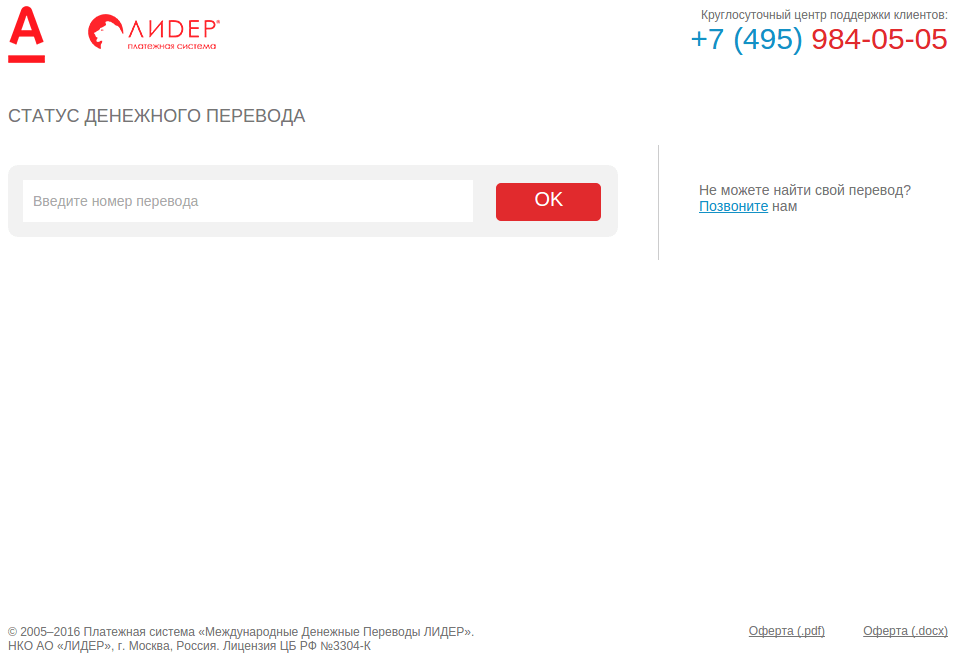 ЛИДЕР®
платежная система
Круглосуточный центр поддержки клиентов:
+7 (495) 984-05-05
СТАТУС ДЕНЕЖНОГО ПЕРЕВОДА
Введите номер перевода
OK
Не можете найти свой перевод?
Позвоните нам
© 2005–2016 Платежная система «Международные Денежные Переводы ЛИДЕР».
НКО АО «ЛИДЕР», г. Москва, Россия. Лицензия ЦБ РФ №3304-К
Оферта (.pdf)
Оферта (.docx)